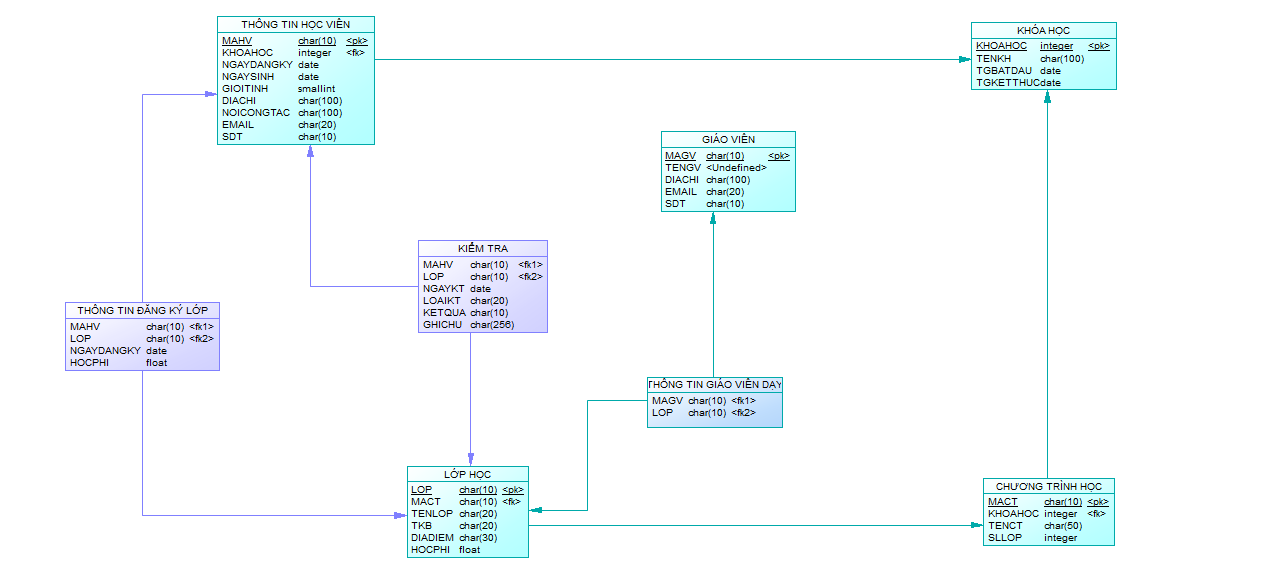 THÔNG TIN HỌC VIÊN
MAHV char(10) <pk>
KHOAHOC integer <fk>
NGAYDANGKY date
NGAYSINH date
GIOITINH smallint
DIACHI char(100)
NOICONGTAC char(100)
EMAIL char(20)
SDT char(10)
KHÓA HỌC
KHOAHOC integer <pk>
TENKH char(100)
TGBATDAU date
TGKETTHUC date
GIÁO VIÊN
MAGV char(10) <pk>
TENGV <Undefined>
DIACHI char(100)
EMAIL char(20)
SDT char(10)
KIỂM TRA
MAHV char(10) <fk1>
LOP char(10) <fk2>
NGAYKT date
LOAIKT char(20)
KETQUA char(10)
GHICHU char(256)
THÔNG TIN ĐĂNG KÝ LỚP
MAHV char(10) <fk1>
LOP char(10) <fk2>
NGAYDANGKY date
HOCPHI float
THÔNG TIN GIÁO VIÊN DẠY
MAGV char(10) <fk1>
LOP char(10) <fk2>
LỚP HỌC
LOP char(10) <pk>
MACT char(10) <fk>
TENLOP char(20)
TKB char(20)
DIADIEM char(30)
HOCPHI float
CHƯƠNG TRÌNH HỌC
MACT char(10) <pk>
KHOAHOC integer <fk>
TENCT char(50)
SLLOP integer